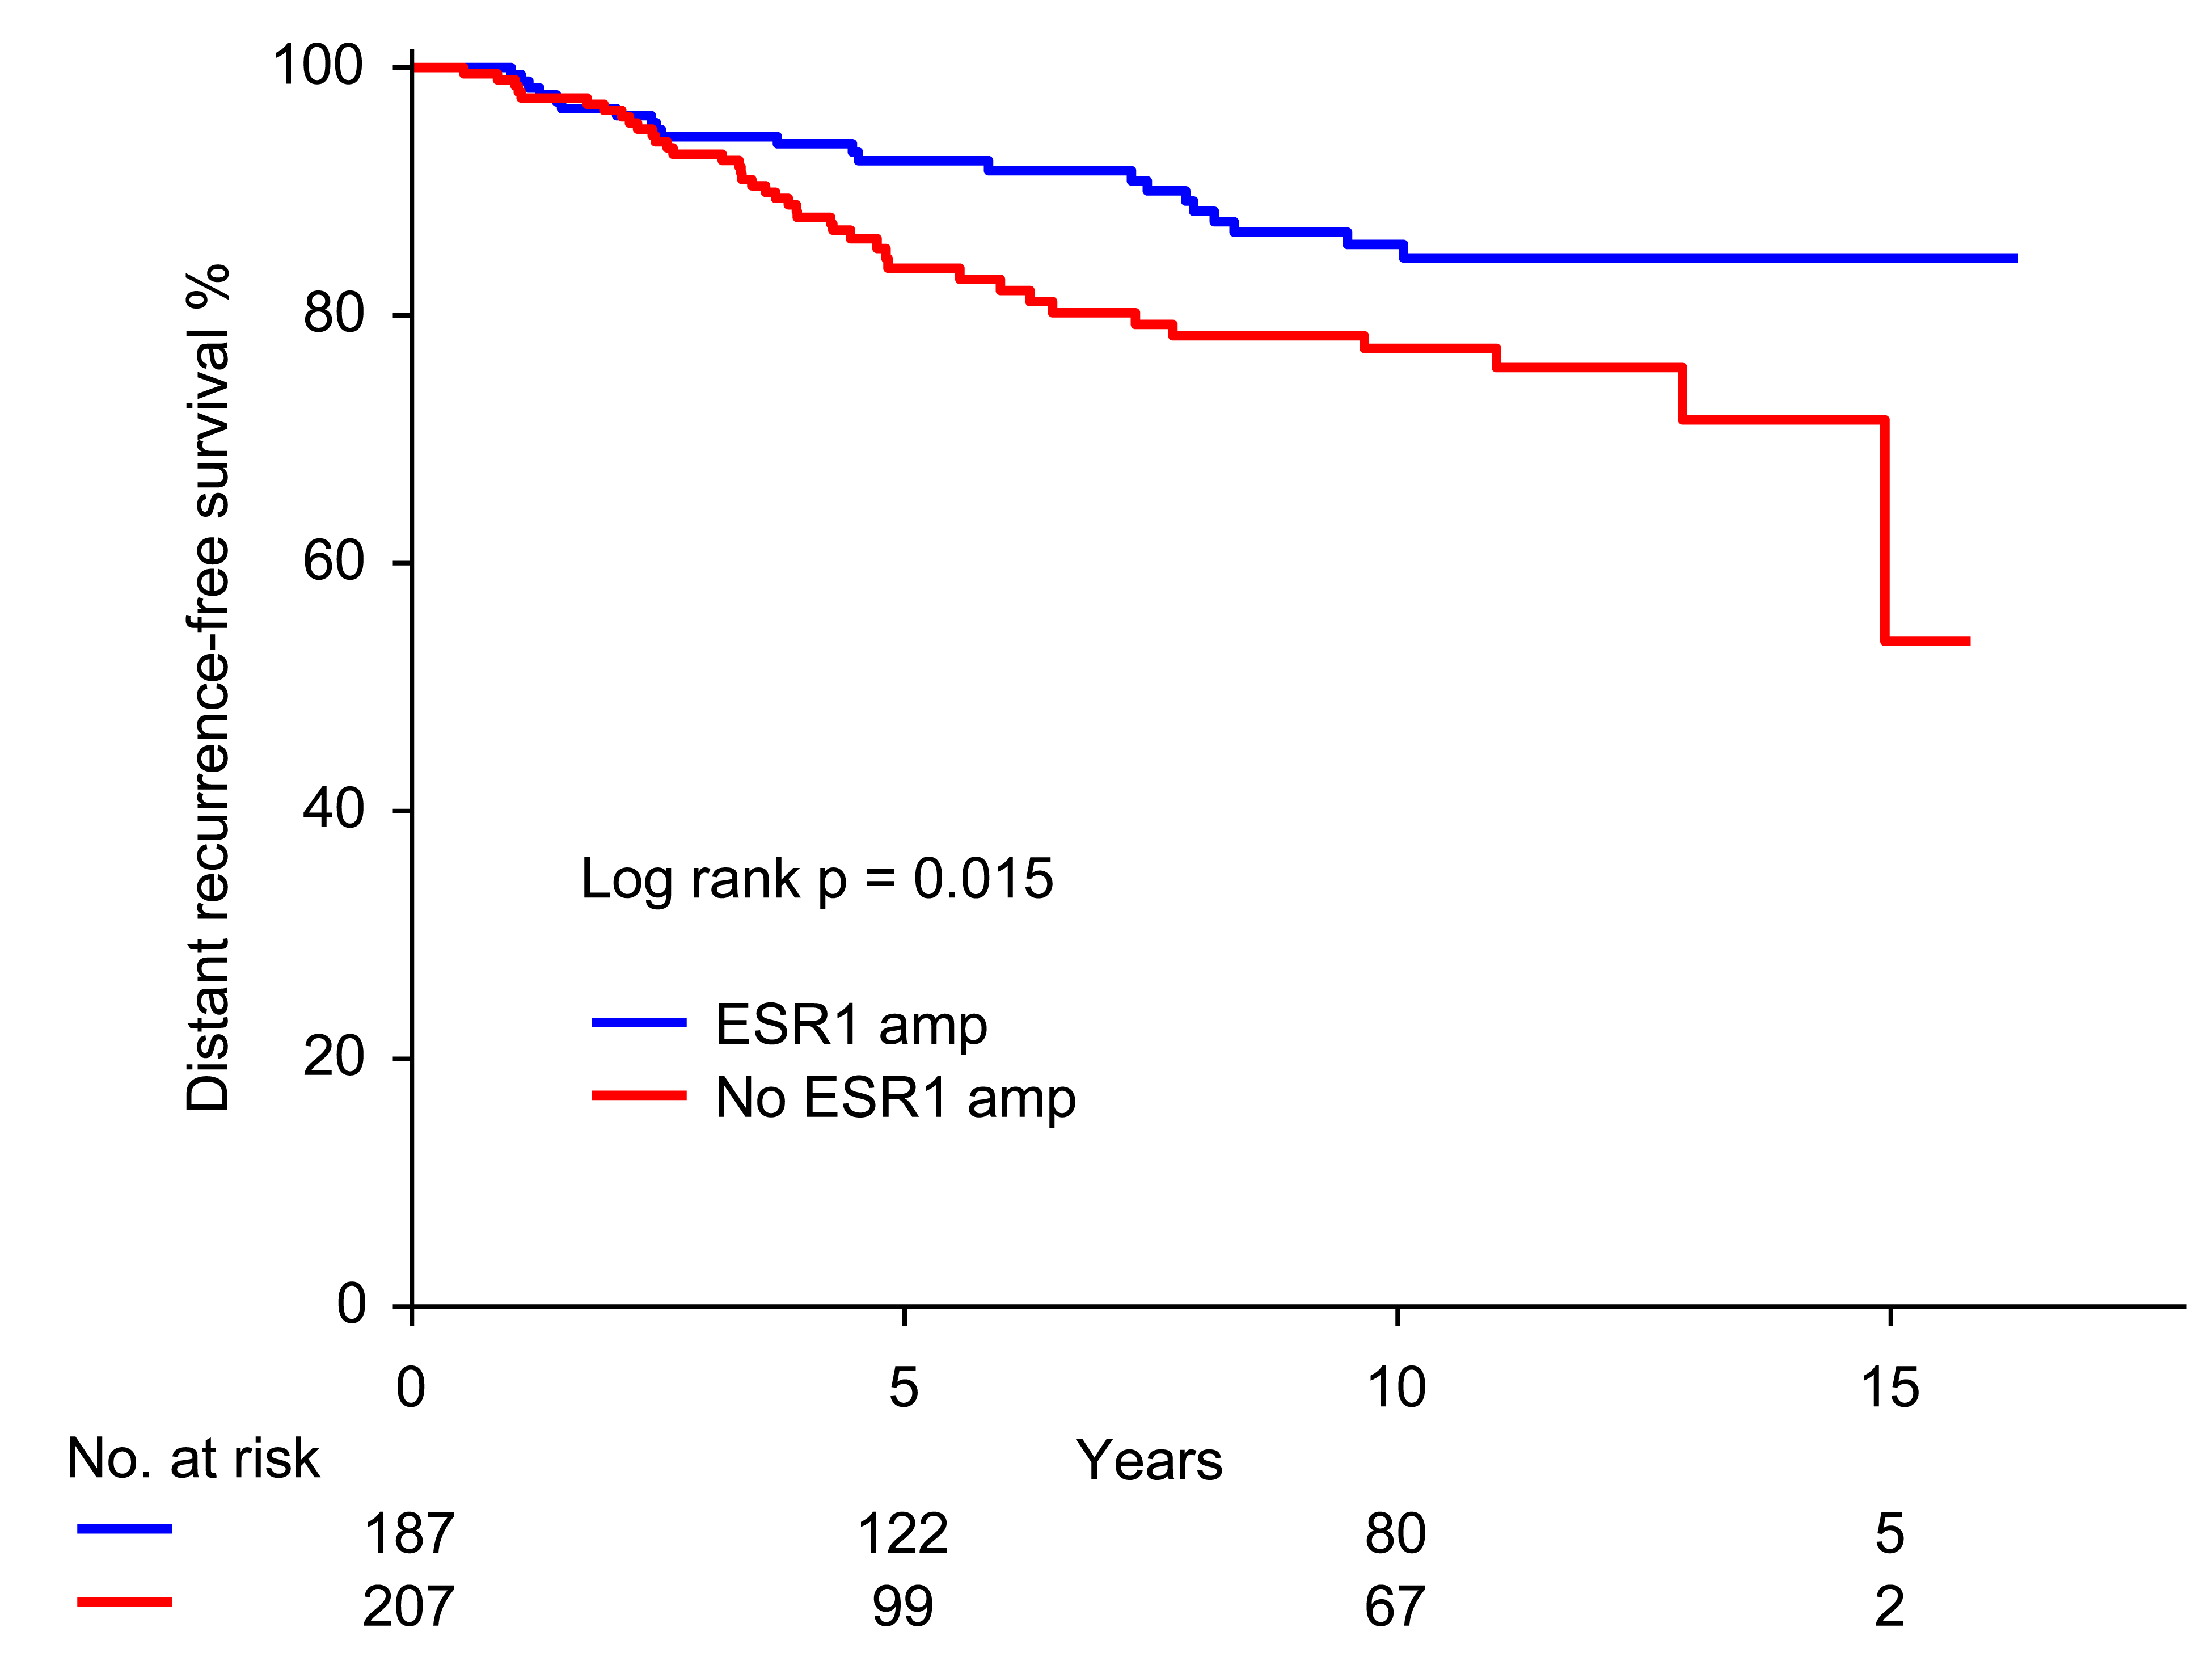 Distant recurrence-free survival %
100
80
60
40
20
0
Log rank p = 0.015
ESR1 amp
No ESR1 amp
0 5 10 15
Years
No. at risk
187 122 80 5
207 99 67 2